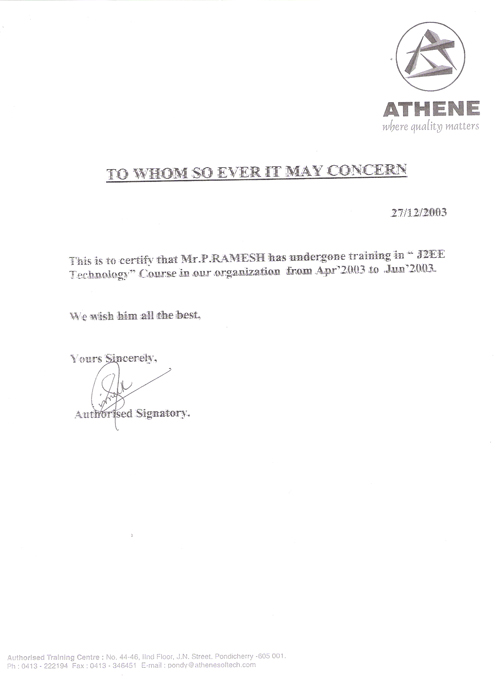 ATHENE
where quality matters
TO WHOM SO EVER IT MAY CONCERN
27/12/2003
This is to certify that Mr.P.RAMESH has undergone training in “ J2EE
Technology” Course in our organization from Apr’2003 to Jun’2003.
We wish him all the best.
Yours Sincerely,
Authorised Signatory.
Authorised Training Centre : No. 44-46, IInd Floor, J.N. Street, Pondicherry -605 001.
Ph : 0413 - 222194 Fax : 0413 - 346451 E-mail : pondy@athenesoftech.com